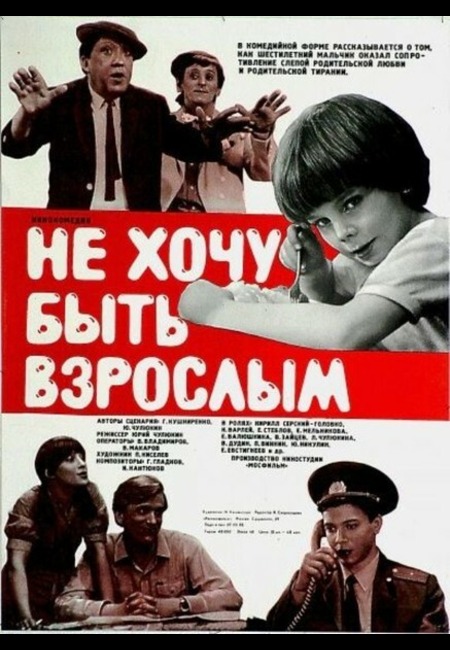 В КОМЕДИЙНОЙ ФОРМЕ РАССКАЗЫВАЕТСЯ О ТОМ,
КАК ШЕСТИЛЕТНИЙ МАЛЬЧИК ОКАЗАЛ СОПРО-
ТИВЛЕНИЕ СЛЕПОЙ РОДИТЕЛЬСКОЙ ЛЮБВИ
И РОДИТЕЛЬСКОЙ ТИРАНИИ.
КИНОКОМЕДИЯ
НЕ ХОЧУ
БЫТЬ
ВЗРОСЛЫМ
АВТОРЫ СЦЕНАРИЯ: Г. КУШНИРЕНКО,
Ю. ЧУЛЮКИН
РЕЖИССЕР ЮРИЙ ЧУЛЮКИН
ОПЕРАТОРЫ: В. ВЛАДИМИРОВ,
Н. МАКАРОВ
ХУДОЖНИК П. КИСЕЛЕВ
КОМПОЗИТОРЫ: Г. ГЛАДКОВ,
И. КАНТЮКОВ
В РОЛЯХ: КИРИЛЛ СЕРСКИЙ-ГОЛОВКО,
Н. ВАРЛЕЙ, Е. СТЕБЛОВ, Е. МЕЛЬНИКОВА,
Е. ВАЛЮШКИНА, В. ЗАЙЦЕВ, Л. ЧУЛЮКИНА,
И. ДУДИН, П. ВИННИК, Ю. НИКУЛИН,
Е. ЕВСТИГНЕЕВ И ДР.
ПРОИЗВОДСТВО КИНОСТУДИИ
«МОСФИЛЬМ»